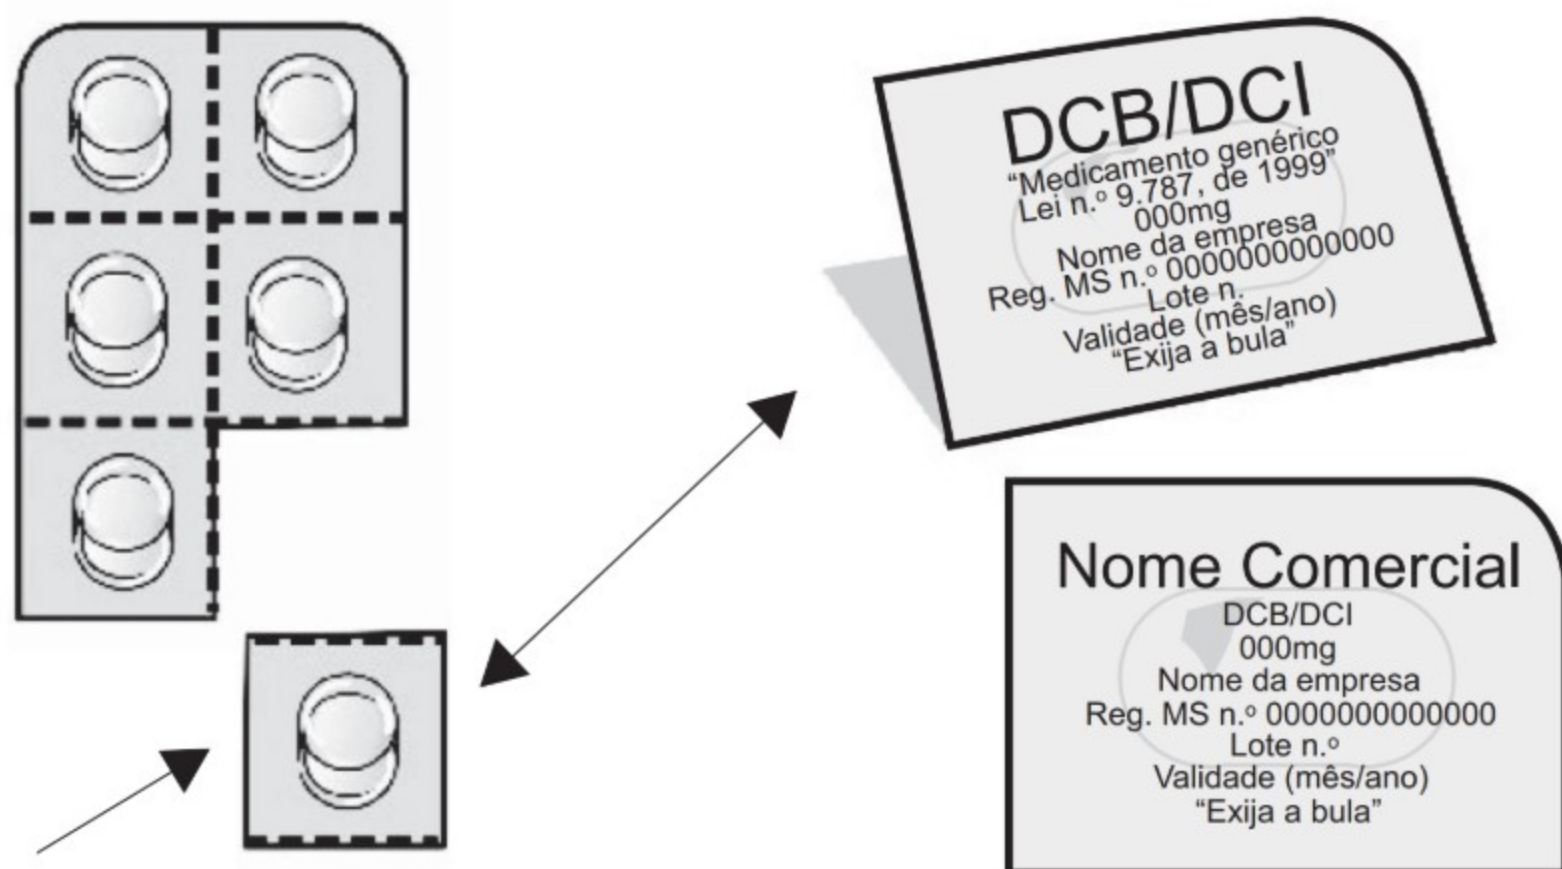 DCB/DCI
“Medicamento genérico
Lei n.º 9.787, de 1999”
000mg
Nome da empresa
Reg. MS n.º 0000000000000
Lote n.
Validade (mês/ano)
“Exija a bula”
Nome Comercial
DCB/DCI
000mg
Nome da empresa
Reg. MS n.º 0000000000000
Lote n.º
Validade (mês/ano)
“Exija a bula”